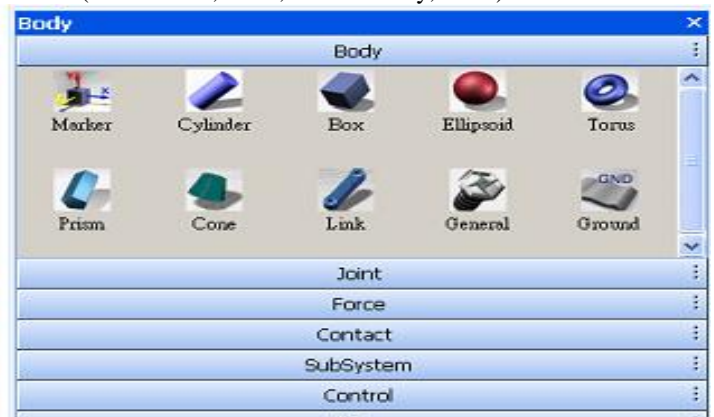 Body
Body
Marker Cylinder Box Ellipsoid Torus
GND
Prism Cone Link General Ground
Joint
Force
Contact
SubSystem
Control